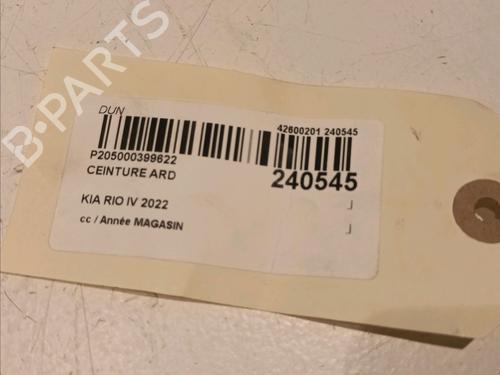 DUN
42600201 240545
P205000399622
CEINTURE ARD
240545
KIA RIO IV 2022
cc / Année MAGASIN
B-PARTS